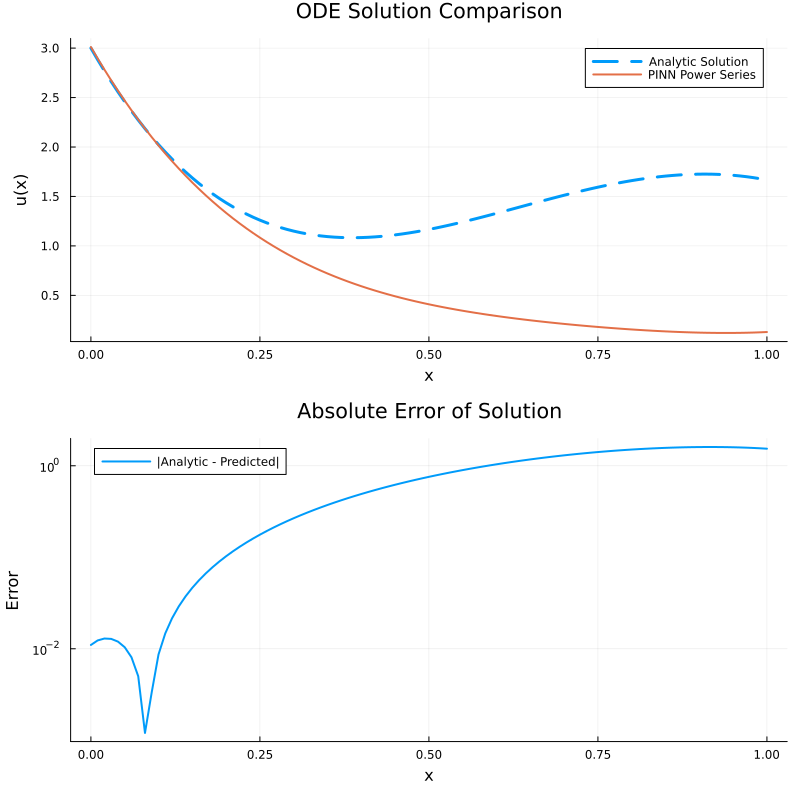 ODE Solution Comparison
3.0
2.5
2.0
1.5
1.0
0.5
u(x)
Analytic Solution
PINN Power Series
0.00 0.25 0.50 0.75 1.00
x
Absolute Error of Solution
10⁰
10⁻²
Error
|Analytic - Predicted|
0.00 0.25 0.50 0.75 1.00
x